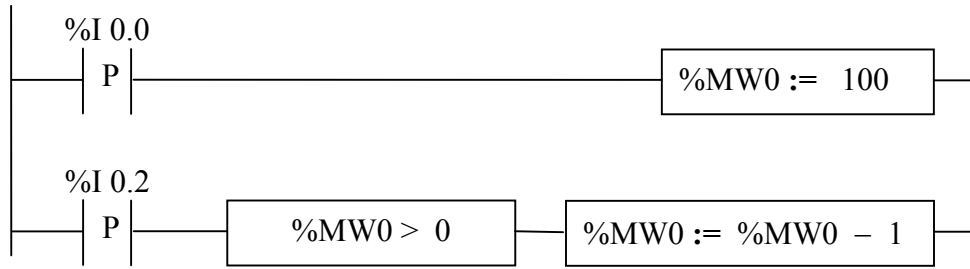 %I 0.0
P
%MW0 := 100
%I 0.2
P
%MW0 > 0
%MW0 := %MW0 – 1